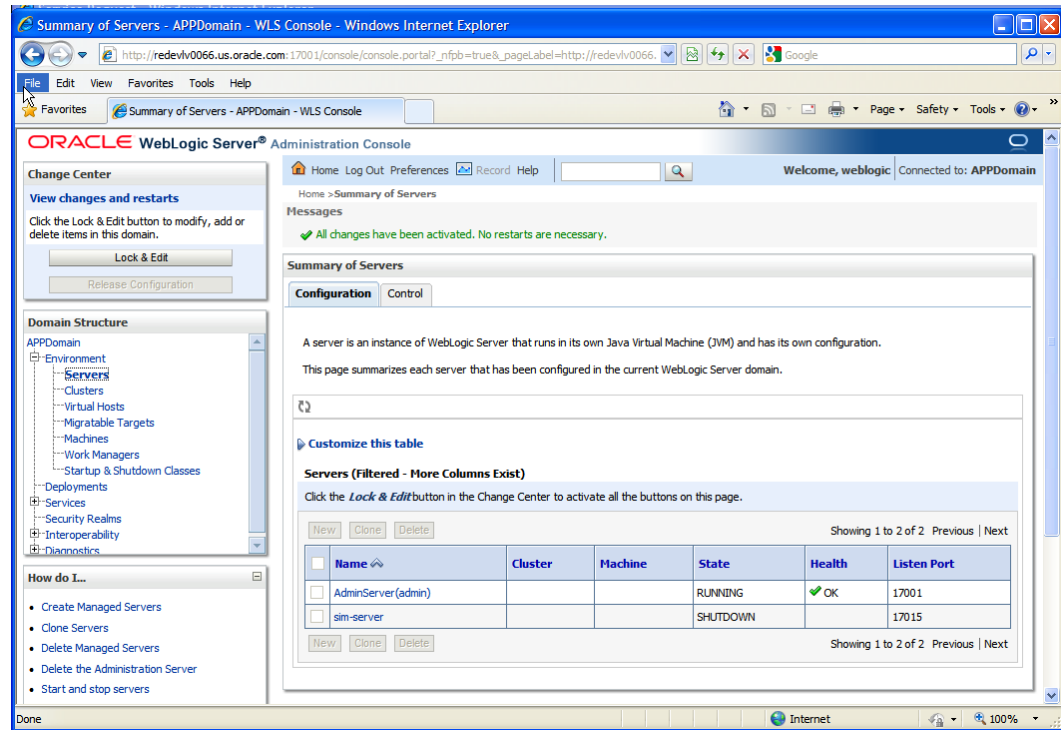 Summary of Servers - APPDomain - WLS Console - Windows Internet Explorer
http://redevlv0066.us.oracle.com:17001/console/console.portal?_nfpb=true&_pageLabel=http://redevlv0066.
Google
File Edit View Favorites Tools Help
Favorites
Summary of Servers - APPDomain - WLS Console
Page Safety Tools
ORACLE WebLogic Server® Administration Console
Change Center
View changes and restarts
Click the Lock & Edit button to modify, add or
delete items in this domain.
Lock & Edit
Release Configuration
Domain Structure
APPDomain
Environment
Servers
Clusters
Virtual Hosts
Migratable Targets
Machines
Work Managers
Startup & Shutdown Classes
Deployments
Services
Security Realms
Interoperability
Diagnostics
How do I...
Create Managed Servers
Clone Servers
Delete Managed Servers
Delete the Administration Server
Start and stop servers
Home Log Out Preferences Record Help
Welcome, weblogic Connected to: APPDomain
Home >Summary of Servers
Messages
All changes have been activated. No restarts are necessary.
Summary of Servers
Configuration Control
A server is an instance of WebLogic Server that runs in its own Java Virtual Machine (JVM) and has its own configuration.
This page summarizes each server that has been configured in the current WebLogic Server domain.
Customize this table
Servers (Filtered - More Columns Exist)
Click the Lock & Edit button in the Change Center to activate all the buttons on this page.
New Clone Delete
Showing 1 to 2 of 2 Previous | Next
Name Cluster Machine State Health Listen Port
AdminServer(admin) RUNNING OK 17001
sim-server SHUTDOWN 17015
New Clone Delete
Showing 1 to 2 of 2 Previous | Next
Done
Internet
100%